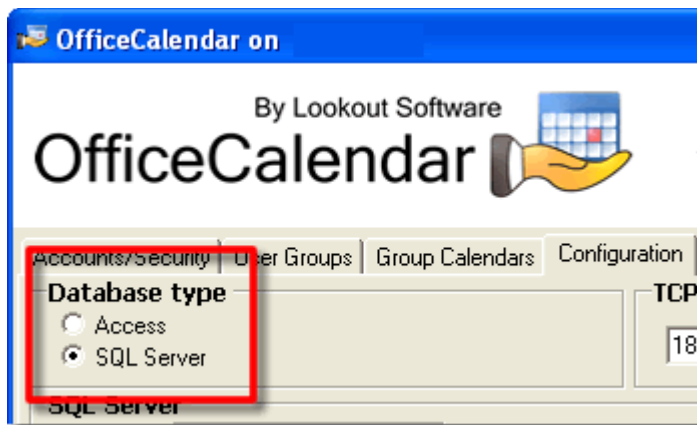 OfficeCalendar on
By Lookout Software
OfficeCalendar
Accounts/Security User Groups Group Calendars Configuration
Database type TCP
Access
SQL Server 18
SQL Server